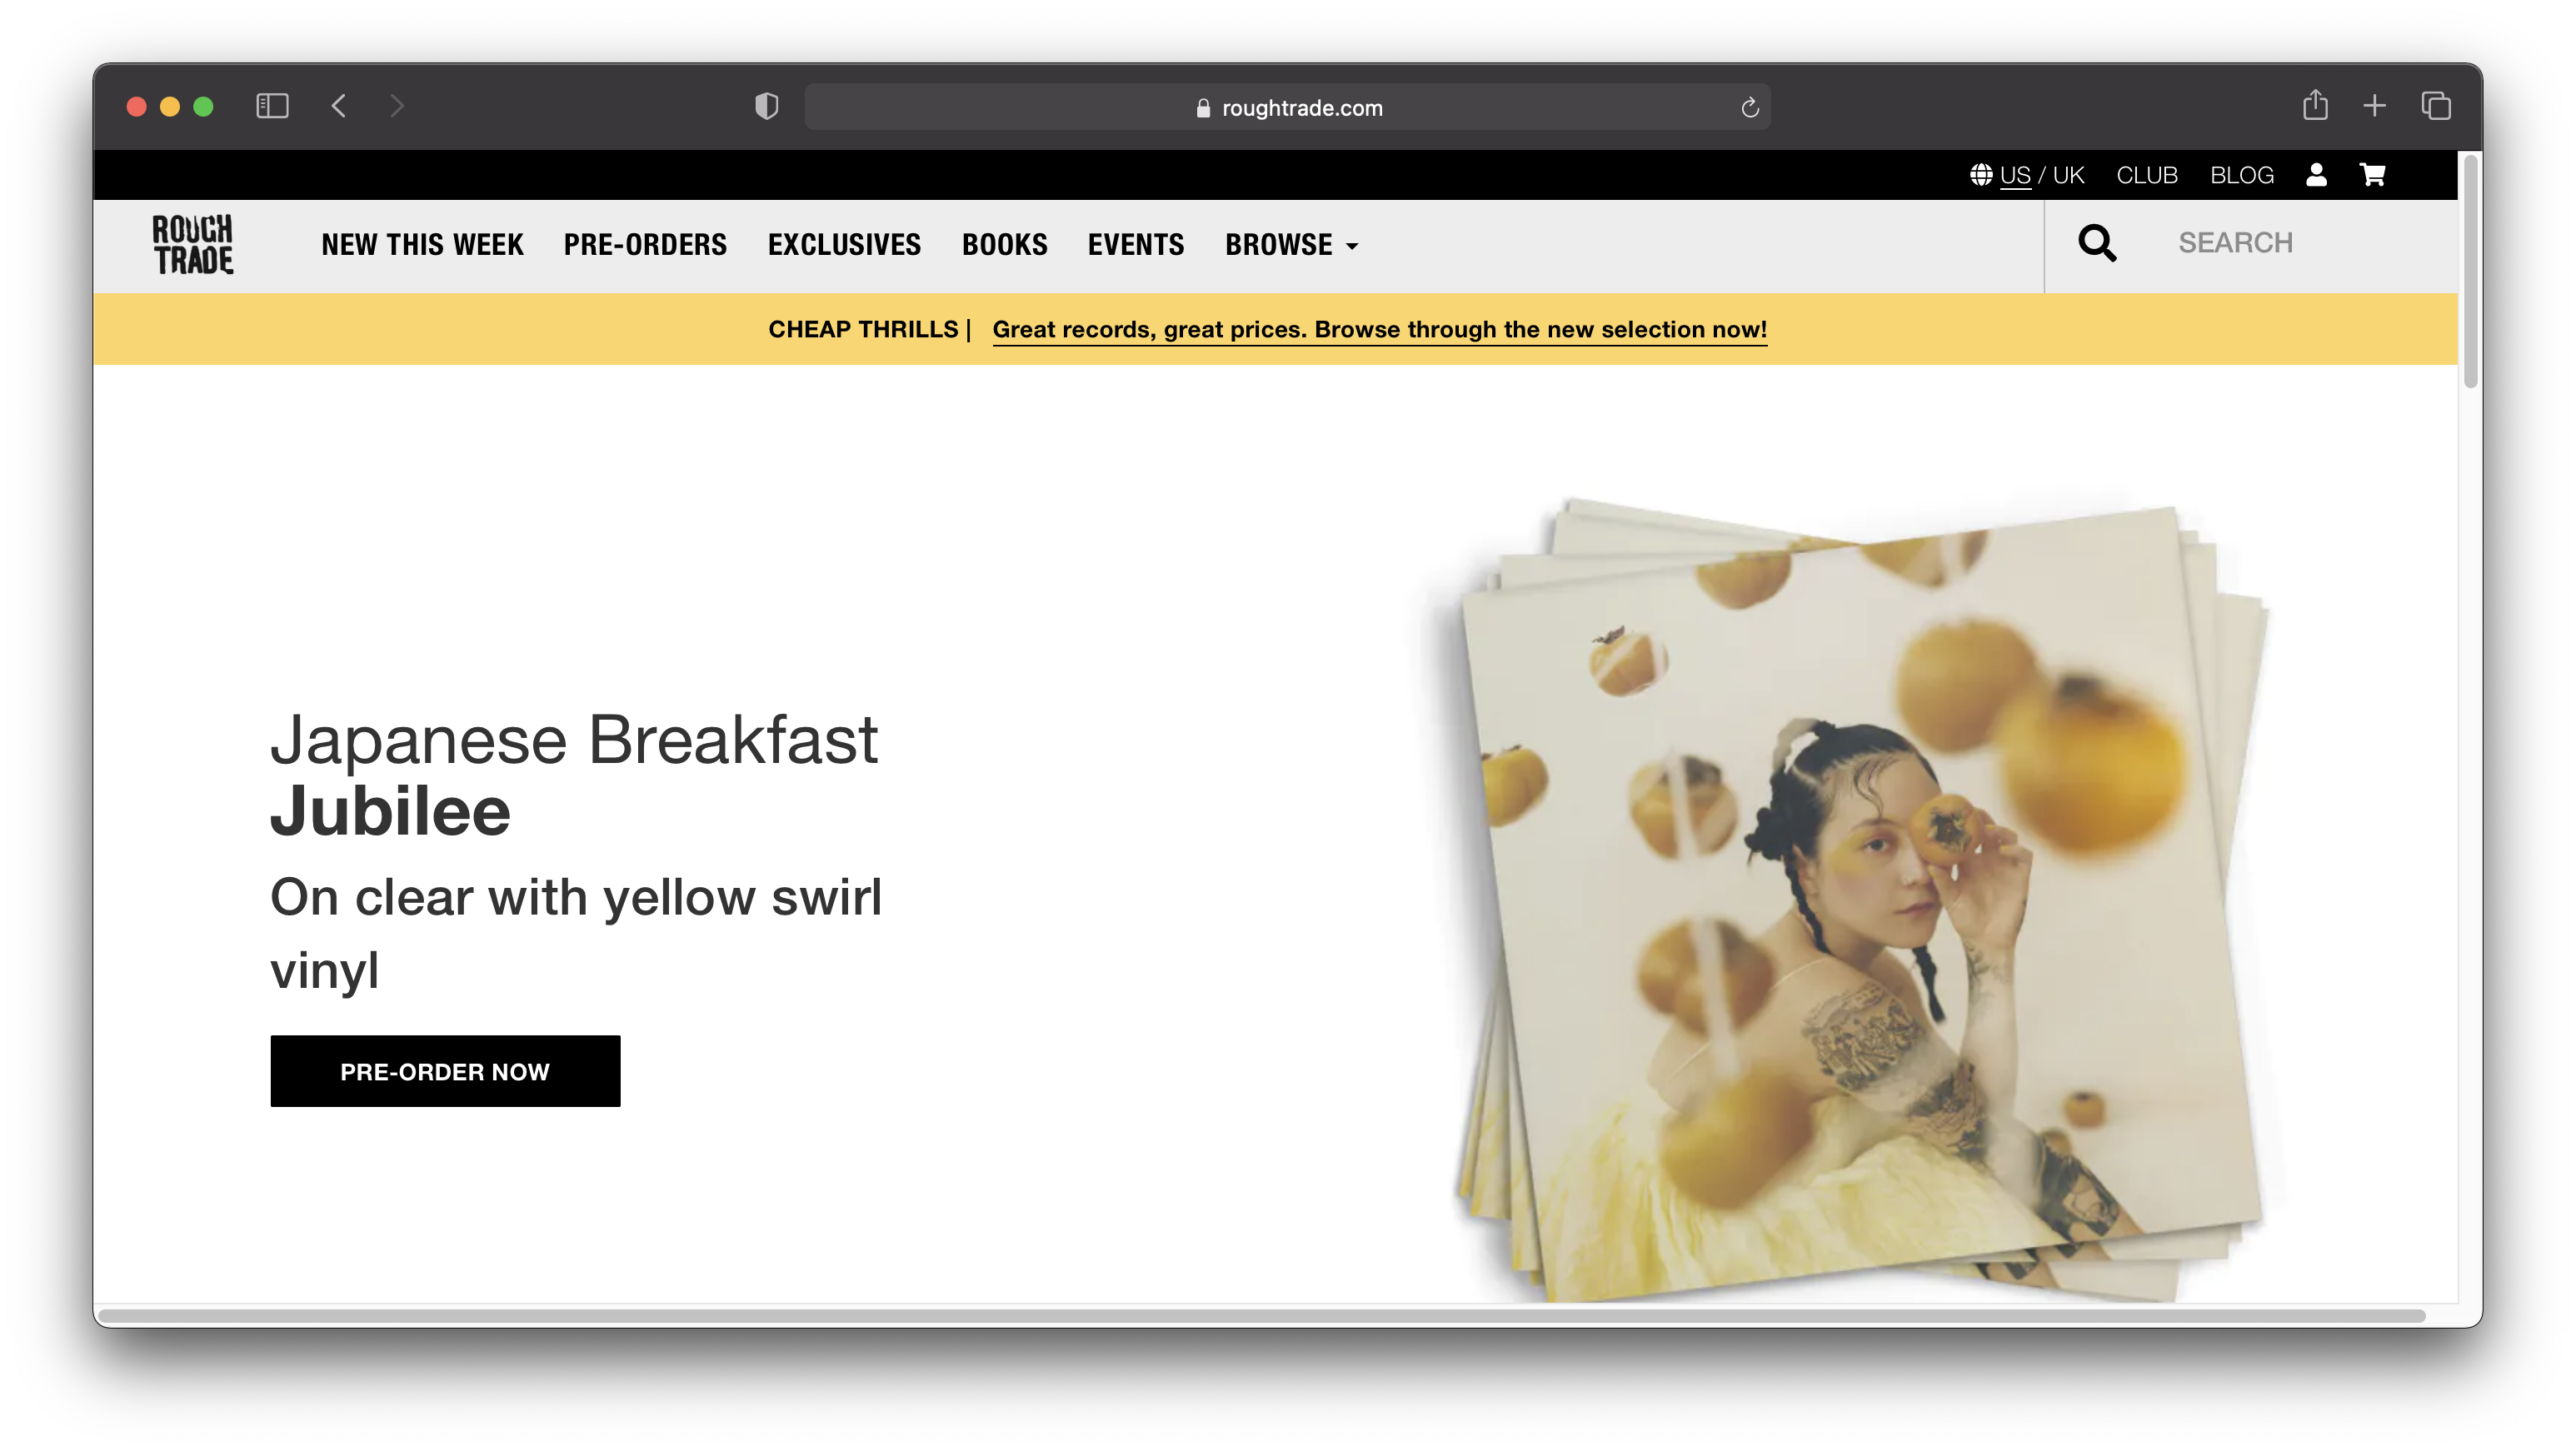 roughtrade.com
US / UK CLUB BLOG
ROUGH
TRADE
NEW THIS WEEK PRE-ORDERS EXCLUSIVES BOOKS EVENTS BROWSE SEARCH
CHEAP THRILLS | Great records, great prices. Browse through the new selection now!
Japanese Breakfast
Jubilee
On clear with yellow swirl
vinyl
PRE-ORDER NOW